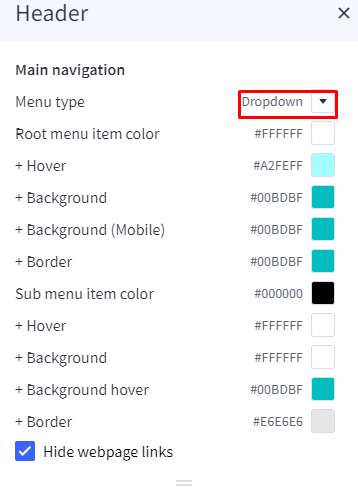 Header
Main navigation
Menu type Dropdown
Root menu item color #FFFFFF
+ Hover #A2FEFF
+ Background #00BDBF
+ Background (Mobile) #00BDBF
+ Border #00BDBF
Sub menu item color #000000
+ Hover #FFFFFF
+ Background #FFFFFF
+ Background hover #00BDBF
+ Border #E6E6E6
Hide webpage links